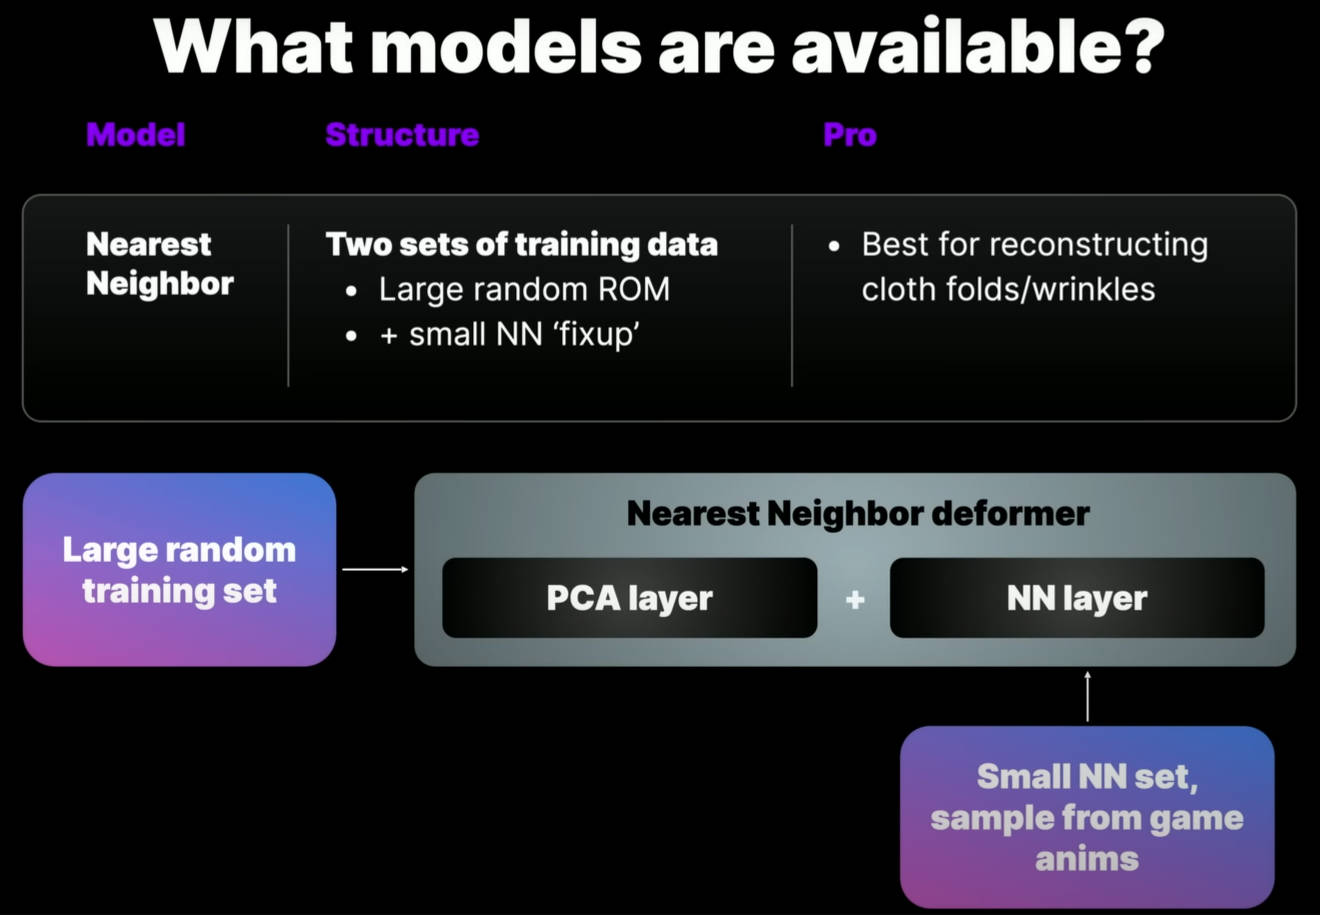 What models are available?
Model
Structure
Pro
Nearest
Neighbor
Two sets of training data
• Large random ROM
• + small NN ‘fixup’
• Best for reconstructing
cloth folds/wrinkles
Large random
training set
Nearest Neighbor deformer
PCA layer
+
NN layer
Small NN set,
sample from game
anims